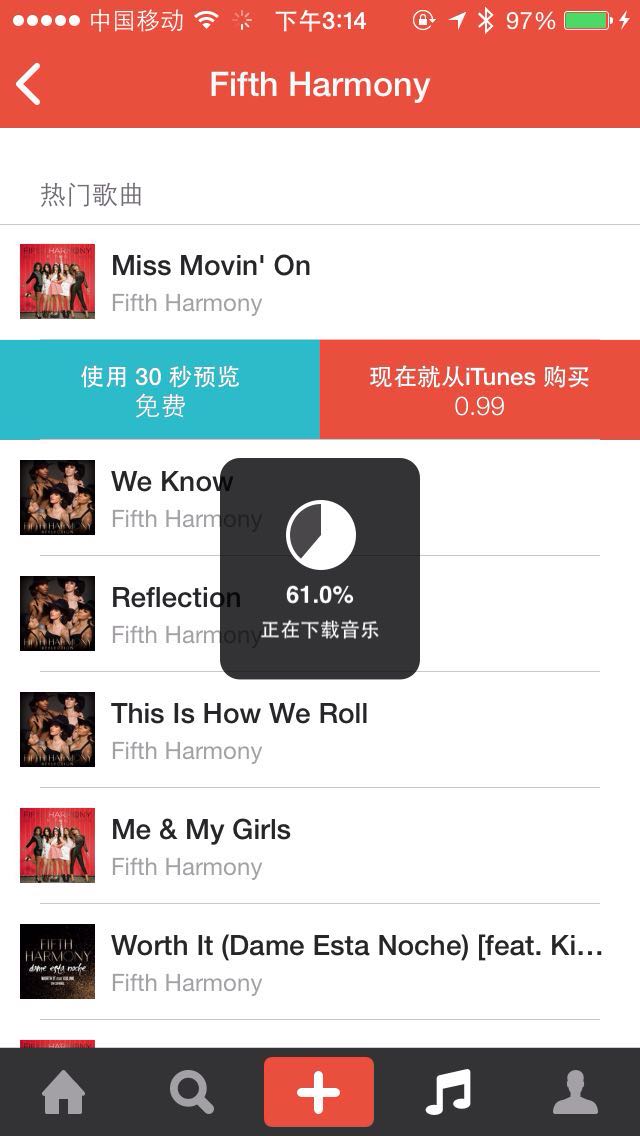 中国移动 下午3:14 97%
Fifth Harmony
热门歌曲
Miss Movin' On
Fifth Harmony
使用 30 秒预览
免费
现在就从iTunes 购买
0.99
We Know
Fifth Harmony
61.0%
正在下载音乐
Reflection
Fifth Harmony
This Is How We Roll
Fifth Harmony
Me & My Girls
Fifth Harmony
FIFTH
HARMONY
dame esta noche
Worth It (Dame Esta Noche) [feat. Ki...
Fifth Harmony